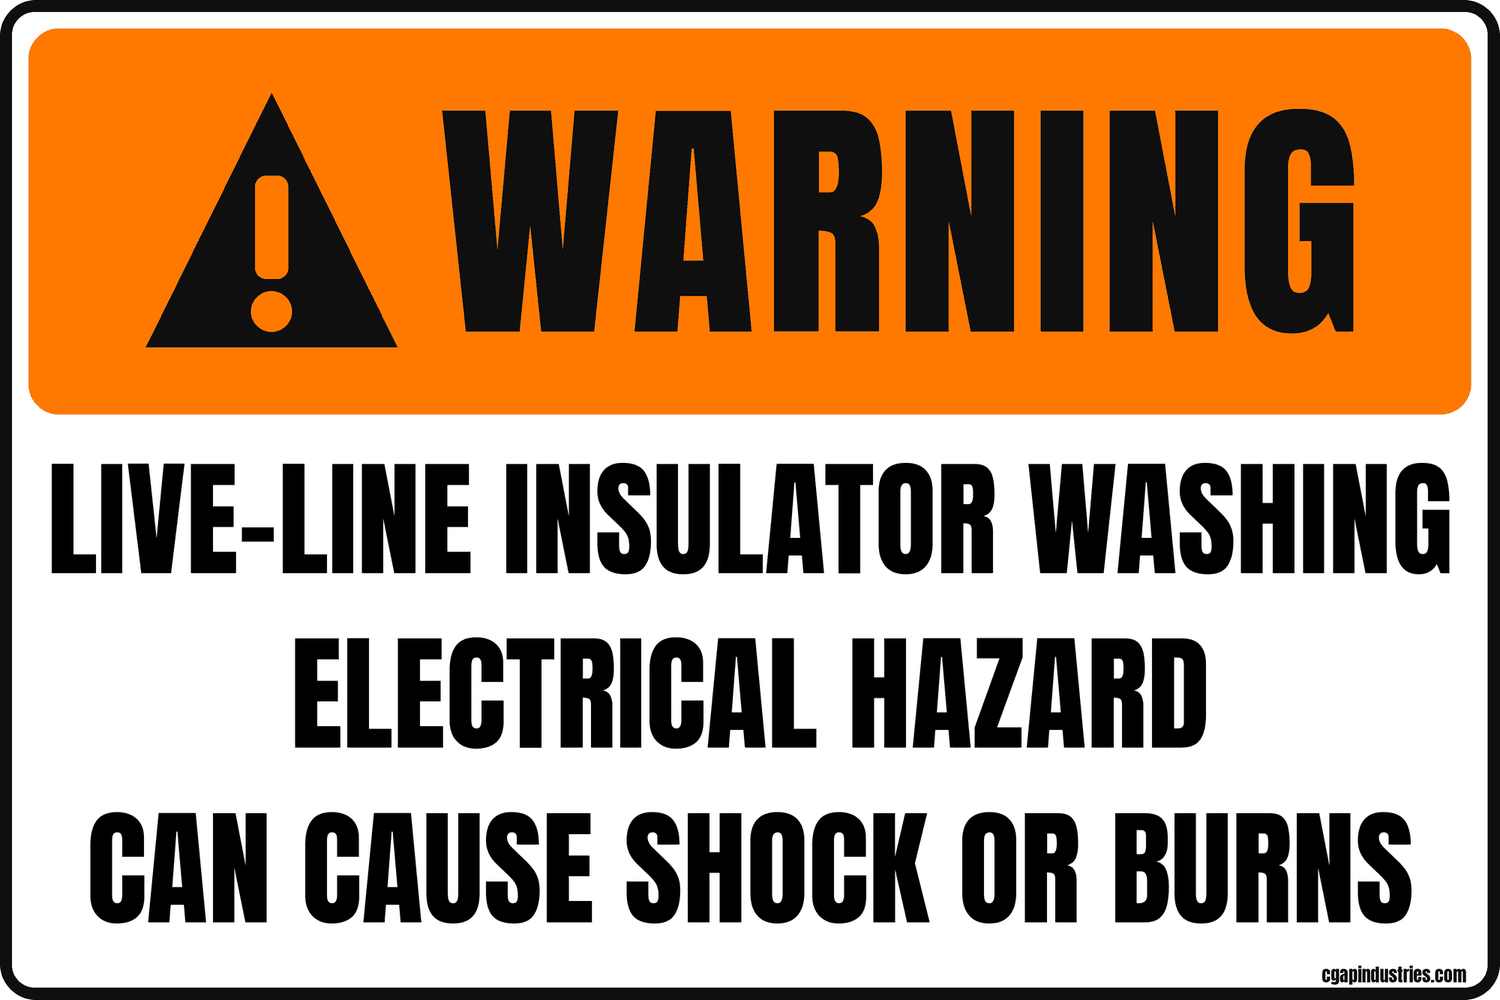 WARNING
LIVE-LINE INSULATOR WASHING
ELECTRICAL HAZARD
CAN CAUSE SHOCK OR BURNS
cgapindustries.com